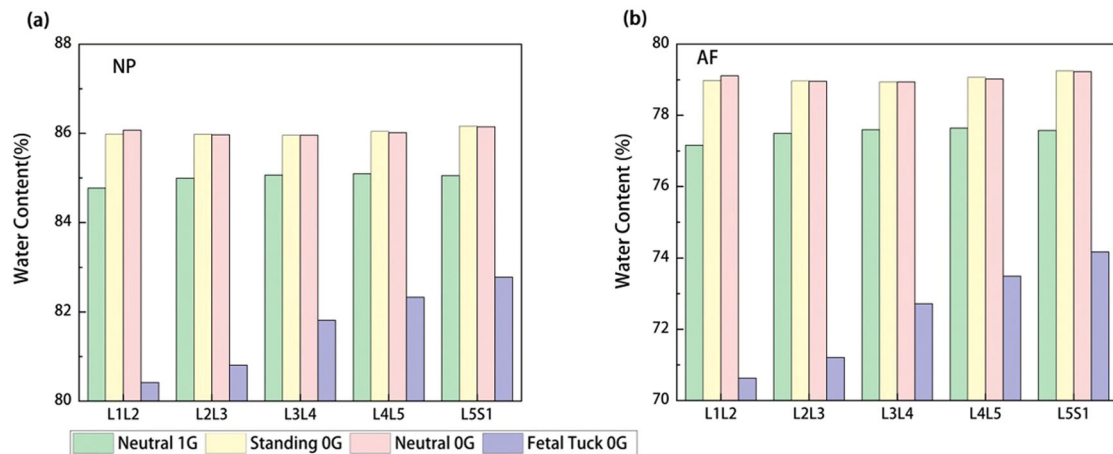 (a)
NP
Water Content(%)
88
86
84
82
80
L1L2 L2L3 L3L4 L4L5 L5S1
(b)
AF
Water Content (%)
80
78
76
74
72
70
L1L2 L2L3 L3L4 L4L5 L5S1
Neutral 1G Standing 0G Neutral 0G Fetal Tuck 0G